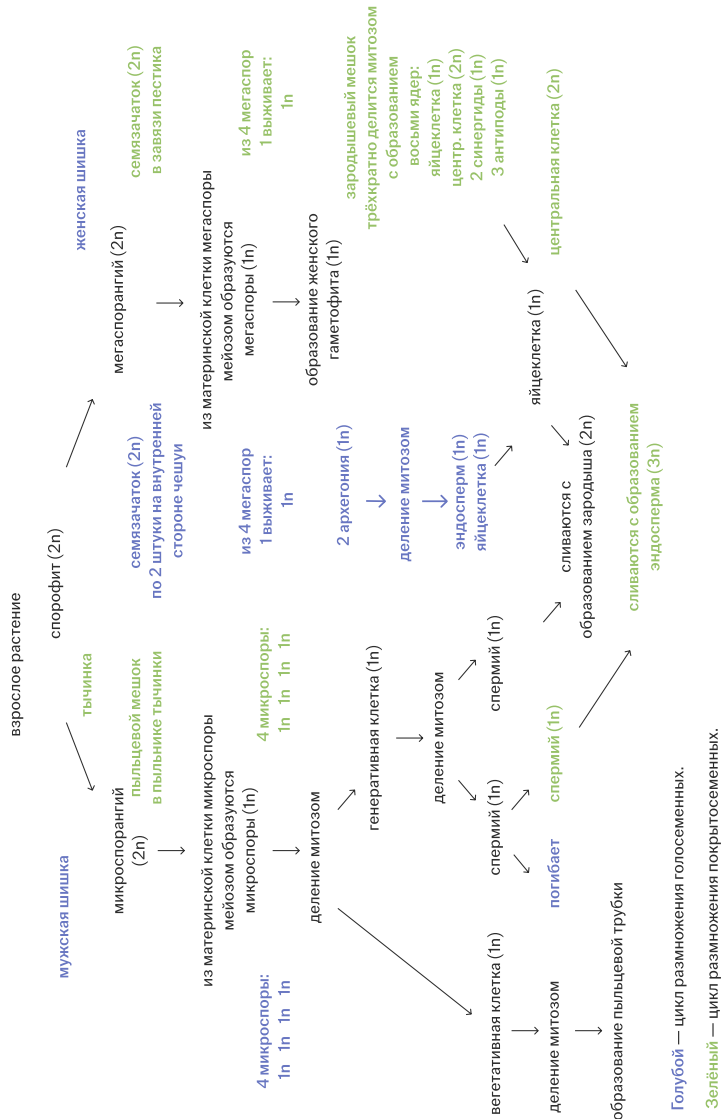 взрослое растение
спорофит (2n)
мужская шишка
тычинка
женская шишка
микроспорангий
(2n)
пыльцевой мешок
в пыльнике тычинки
семязачаток (2n)
по 2 штуки на внутренней
стороне чешуи
мегаспорангий (2n)
семязачаток (2n)
в завязи пестика
4 микроспоры:
1n 1n 1n 1n
из материнской клетки микроспоры
мейозом образуются
микроспоры (1n)
4 микроспоры:
1n 1n 1n 1n 1n
из 4 мегаспор
1 выживает:
1n
из материнской клетки мегаспоры
мейозом образуются
мегаспоры (1n)
из 4 мегаспор
1 выживает:
1n
деление митозом
генеративная клетка (1n)
2 архегония (1n)
деление митозом
эндосперм (1n)
яйцеклетка (1n)
образование женского
гаметофита (1n)
зародышевый мешок
трёхкратно делится митозом
с образованием
восьми ядер:
яйцеклетка (1n)
центр. клетка (2n)
2 синергиды (1n)
3 антиподы (1n)
деление митозом
вегетативная клетка (1n)
спермий (1n)
спермий (1n)
яйцеклетка (1n)
центральная клетка (2n)
деление митозом
погибает
спермий (1n)
сливаются с
образованием зародыша (2n)
образование пыльцевой трубки
сливаются с образованием
эндосперма (3n)
Голубой — цикл размножения голосеменных.
Зелёный — цикл размножения покрытосеменных.